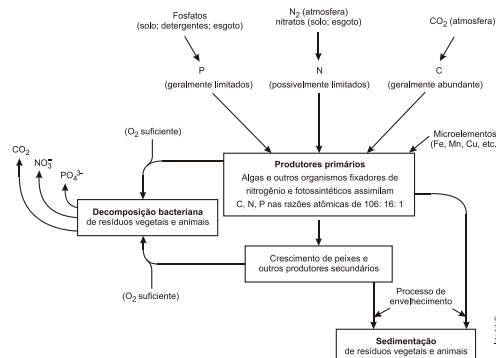 Fosfatos
(solo; detergentes; esgoto)
N2 (atmosfera)
nitratos (solo; esgoto)
CO2 (atmosfera)
P
(geralmente limitados)
N
(possivelmente limitados)
C
(geralmente abundante)
Microelementos
(Fe, Mn, Cu, etc.)
(O2 suficiente)
CO2
NO3-
PO4 3-
Produtores primários
Algas e outros organismos fixadores de
nitrogênio e fotossintéticos assimilam
C, N, P nas razões atômicas de 106: 16: 1
Decomposição bacteriana
de resíduos vegetais e animais
Crescimento de peixes e
outros produtores secundários
(O2 suficiente)
Processo de
envelhecimento
Sedimentação
de resíduos vegetais e animais